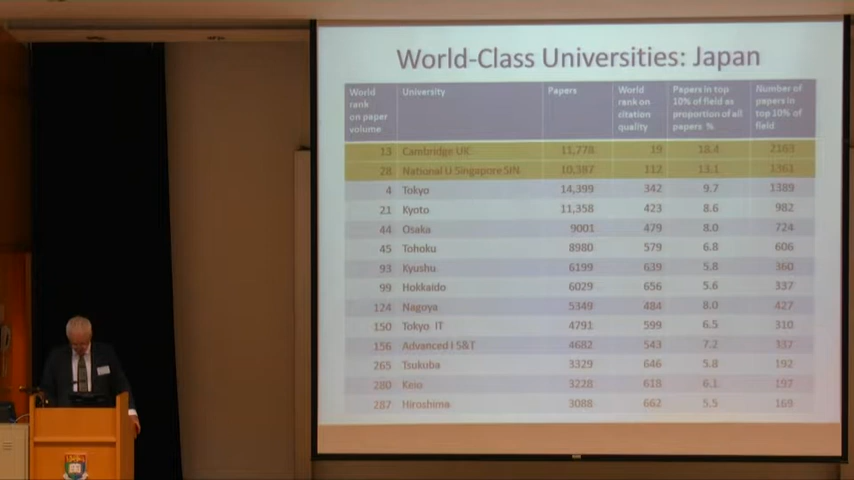 World-Class Universities: Japan
World rank on paper volume University Papers World rank on citation quality Papers in top 10% of field as proportion of all papers % Number of papers in top 10% of field
13 Cambridge UK 11,778 19 18.4 2169
28 National U Singapore SIN 10,387 112 13.1 1361
4 Tokyo 14,399 342 9.7 1389
21 Kyoto 11,358 423 8.6 982
44 Osaka 9001 479 8.0 724
45 Tohoku 8980 579 6.8 606
93 Kyushu 6199 639 5.8 360
99 Hokkaido 6029 656 5.6 337
124 Nagoya 5349 484 8.0 427
150 Tokyo IT 4791 599 6.5 310
156 Advanced I S&T 4682 543 7.2 337
265 Tsukuba 3329 646 5.8 192
280 Keio 3228 618 6.1 197
287 Hiroshima 3088 662 5.5 169